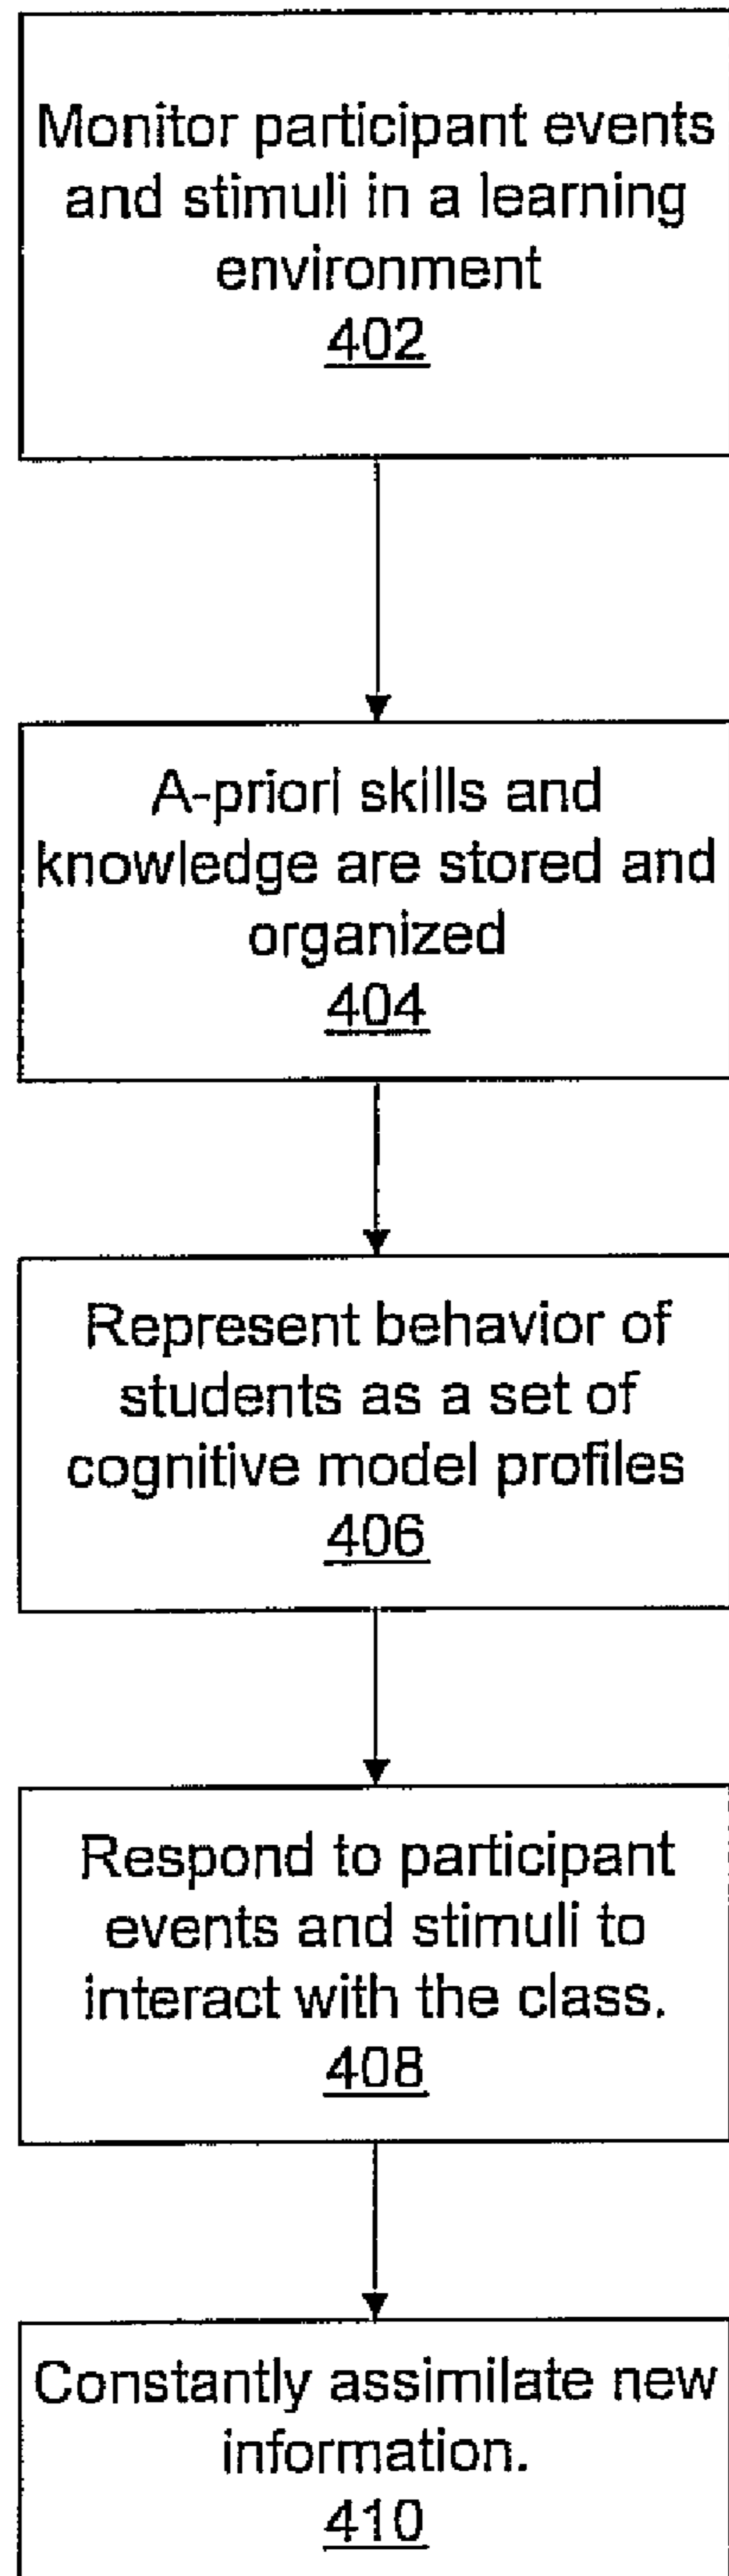 Monitor participant events
and stimuli in a learning
environment
402
A-priori skills and
knowledge are stored and
organized
404
Represent behavior of
students as a set of
cognitive model profiles
406
Respond to participant
events and stimuli to
interact with the class.
408
Constantly assimilate new
information.
410